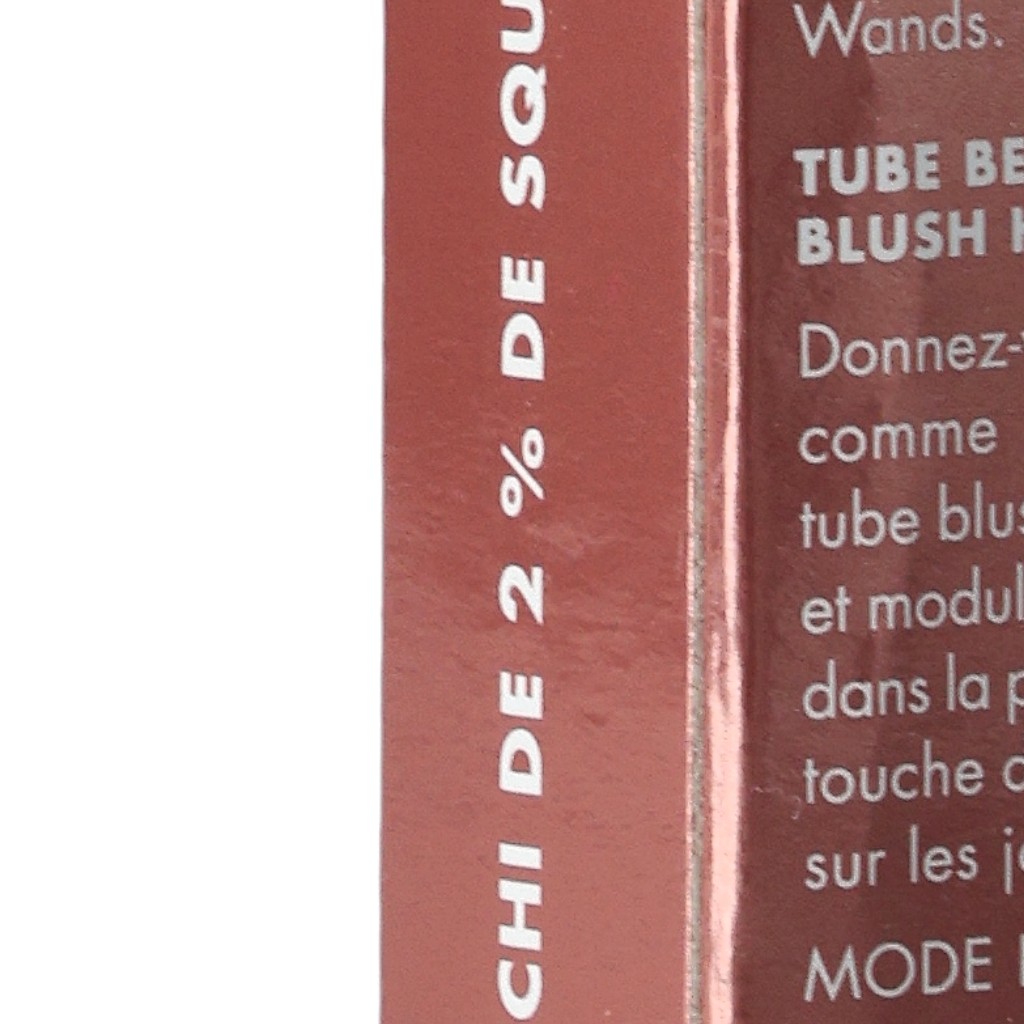 CHI DE 2 % DE SQU
Wands.
TUBE BE
BLUSH H
Donnez-
comme
tube blus
et modul
dans la p
touche
sur les
MODE